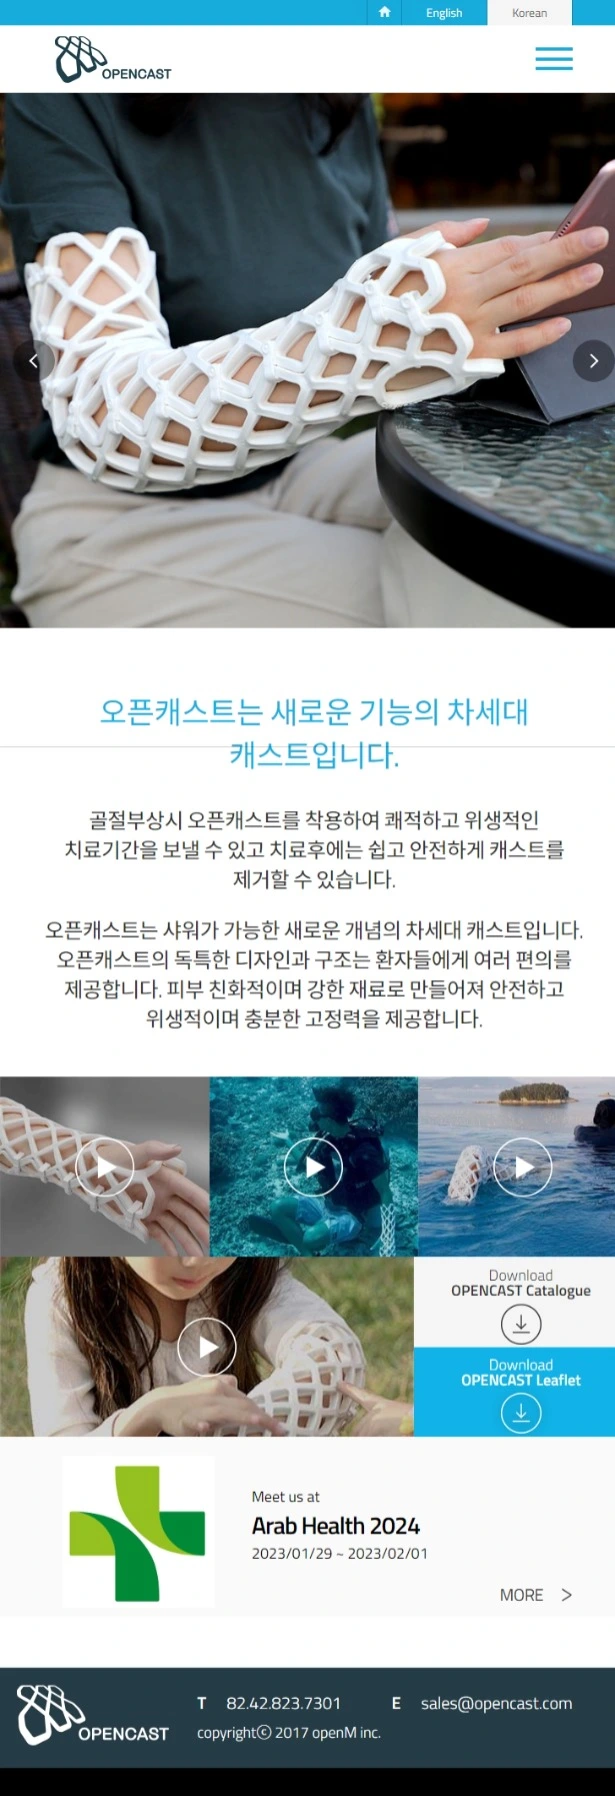 English
Korean
OPENCAST
오픈캐스트는 새로운 기능의 차세대
캐스트입니다.
골절부상시 오픈캐스트를 착용하여 쾌적하고 위생적인
치료기간을 보낼 수 있고 치료후에는 쉽고 안전하게 캐스트를
제거할 수 있습니다.
오픈캐스트는 샤워가 가능한 새로운 개념의 차세대 캐스트입니다.
오픈캐스트의 독특한 디자인과 구조는 환자들에게 여러 편의를
제공합니다. 피부 친화적이며 강한 재료로 만들어져 안전하고
위생적이며 충분한 고정력을 제공합니다.
Download
OPENCAST Catalogue
Download
OPENCAST Leaflet
Meet us at
Arab Health 2024
2023/01/29 ~ 2023/02/01
MORE >
OPENCAST
T 82.42.823.7301 E sales@opencast.com
copyrightⓒ 2017 openM inc.